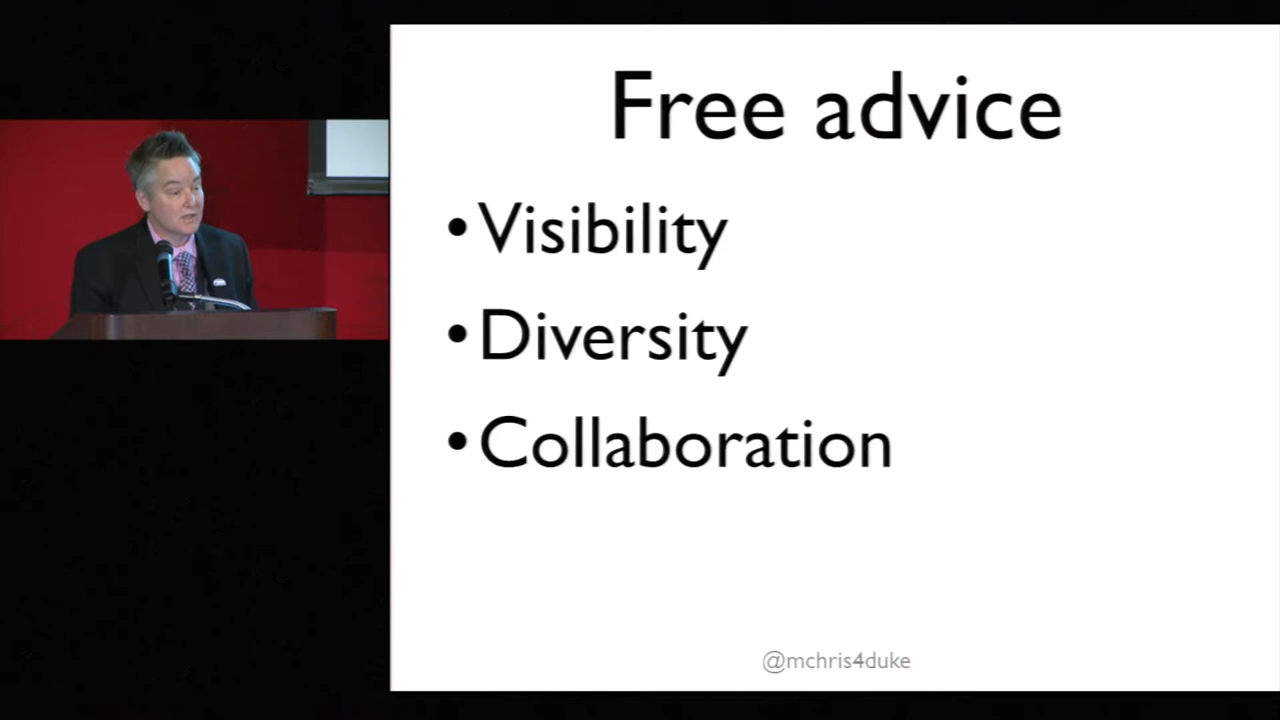 Free advice
• Visibility
• Diversity
• Collaboration
@mchris4duke